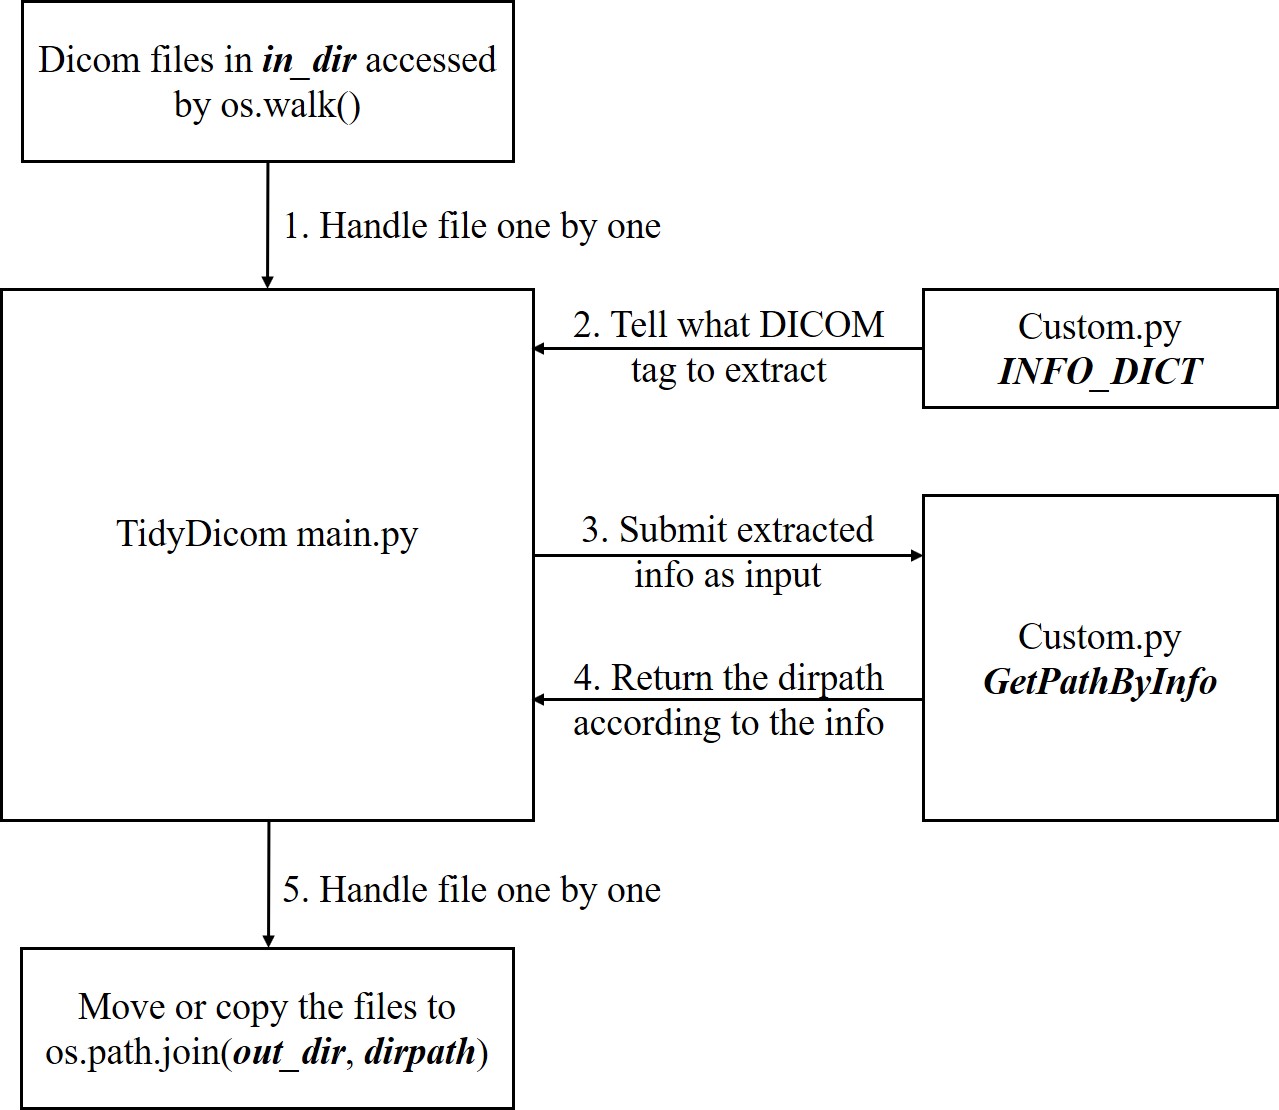 Dicom files in in_dir accessed
by os.walk()
1. Handle file one by one
2. Tell what DICOM
tag to extract
Custom.py
INFO_DICT
TidyDicom main.py
3. Submit extracted
info as input
Custom.py
GetPathByInfo
4. Return the dirpath
according to the info
5. Handle file one by one
Move or copy the files to
os.path.join(out_dir, dirpath)